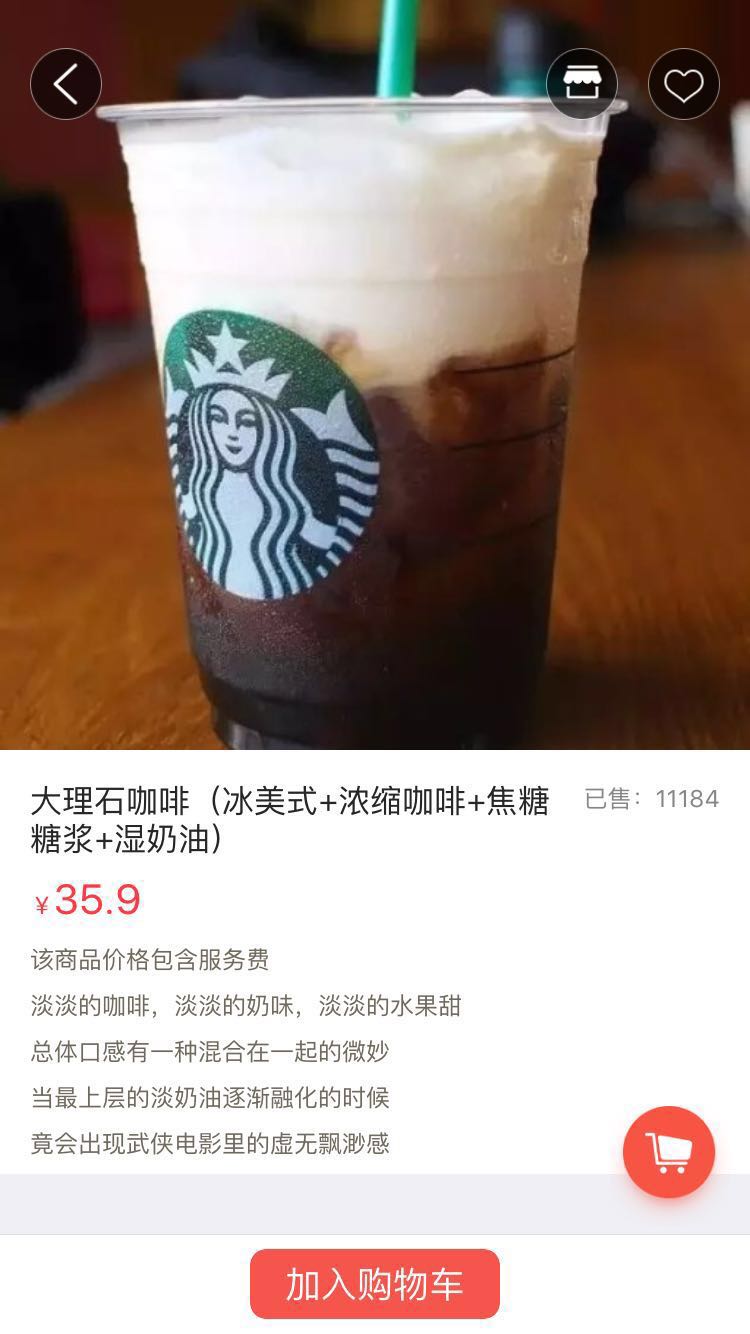 大理石咖啡（冰美式+浓缩咖啡+焦糖
糖浆+湿奶油）
已售：11184
¥35.9
该商品价格包含服务费
淡淡的咖啡，淡淡的奶味，淡淡的水果甜
总体口感有一种混合在一起的微妙
当最上层的淡奶油逐渐融化的时候
竟会出现武侠电影里的虚无飘渺感
加入购物车